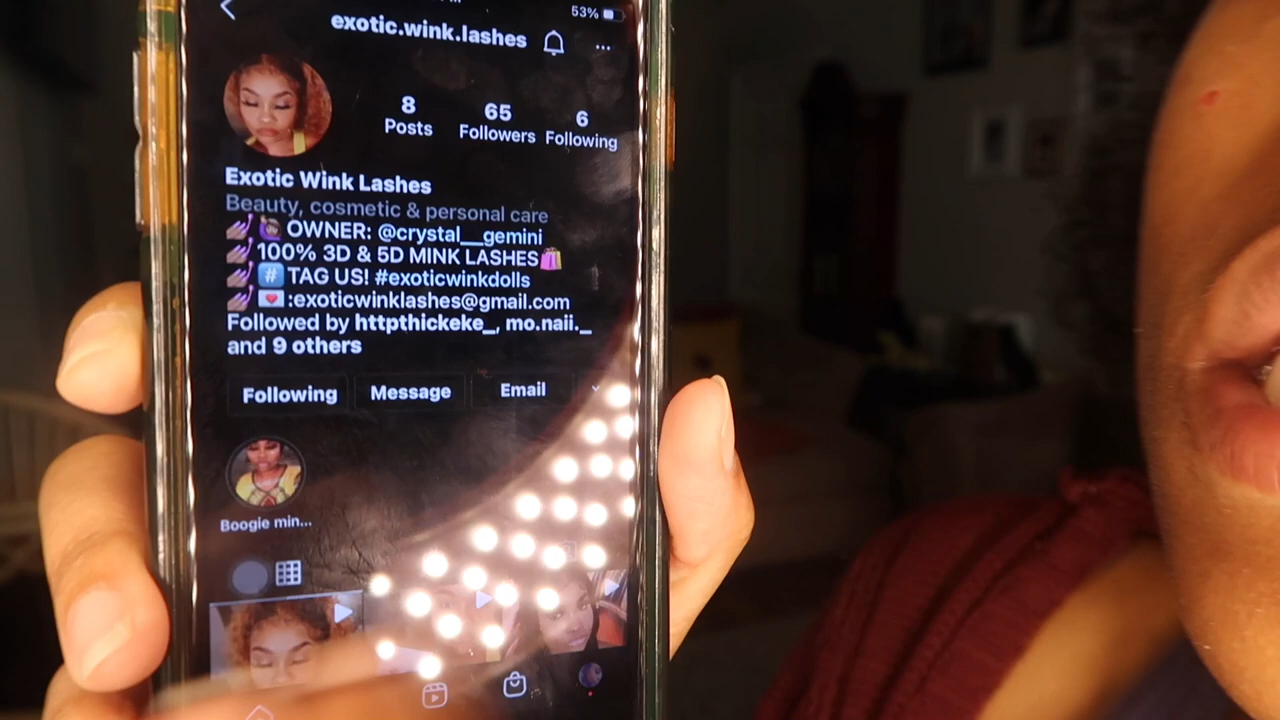 53%
exotic.wink.lashes
8 65 6
Posts Followers Following
Exotic Wink Lashes
Beauty, cosmetic & personal care
💅🏽🙋🏽‍♀️ OWNER: @crystal__gemini
💅🏽100% 3D & 5D MINK LASHES🛍️
💅🏽#️⃣ TAG US! #exoticwinkdolls
💅🏽💌:exoticwinklashes@gmail.com
Followed by httpthickeke_, mo.naii._
and 9 others
Following Message Email
Boogie min...